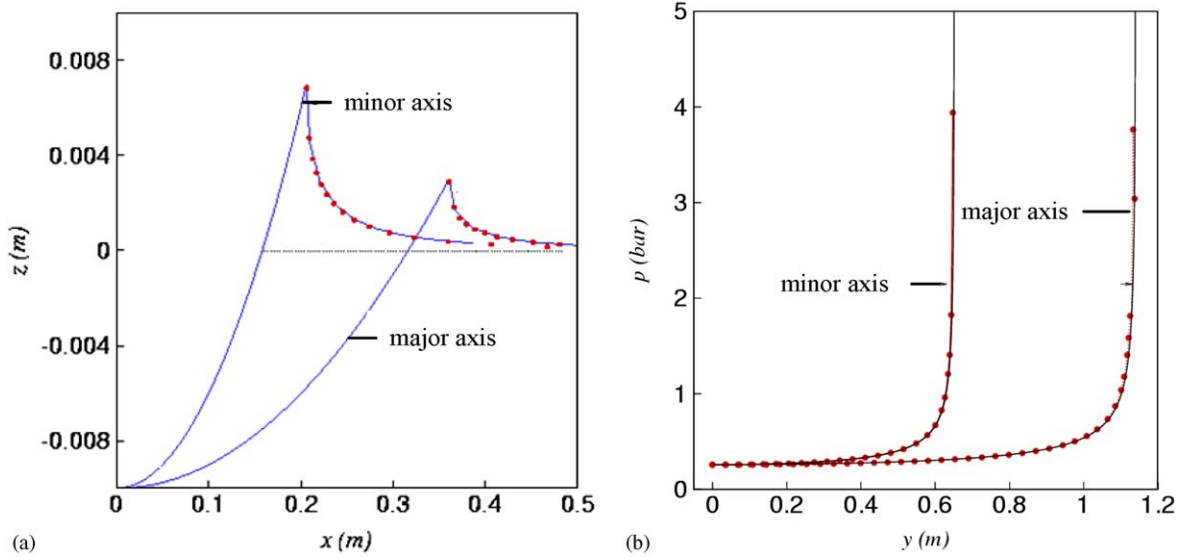 0.008
0.004
0
-0.004
-0.008
z (m)
minor axis
major axis
0 0.1 0.2 0.3 0.4 0.5
x (m)
(a)
5
4
3
2
1
0
p (bar)
major axis
minor axis
0 0.2 0.4 0.6 0.8 1 1.2
y (m)
(b)